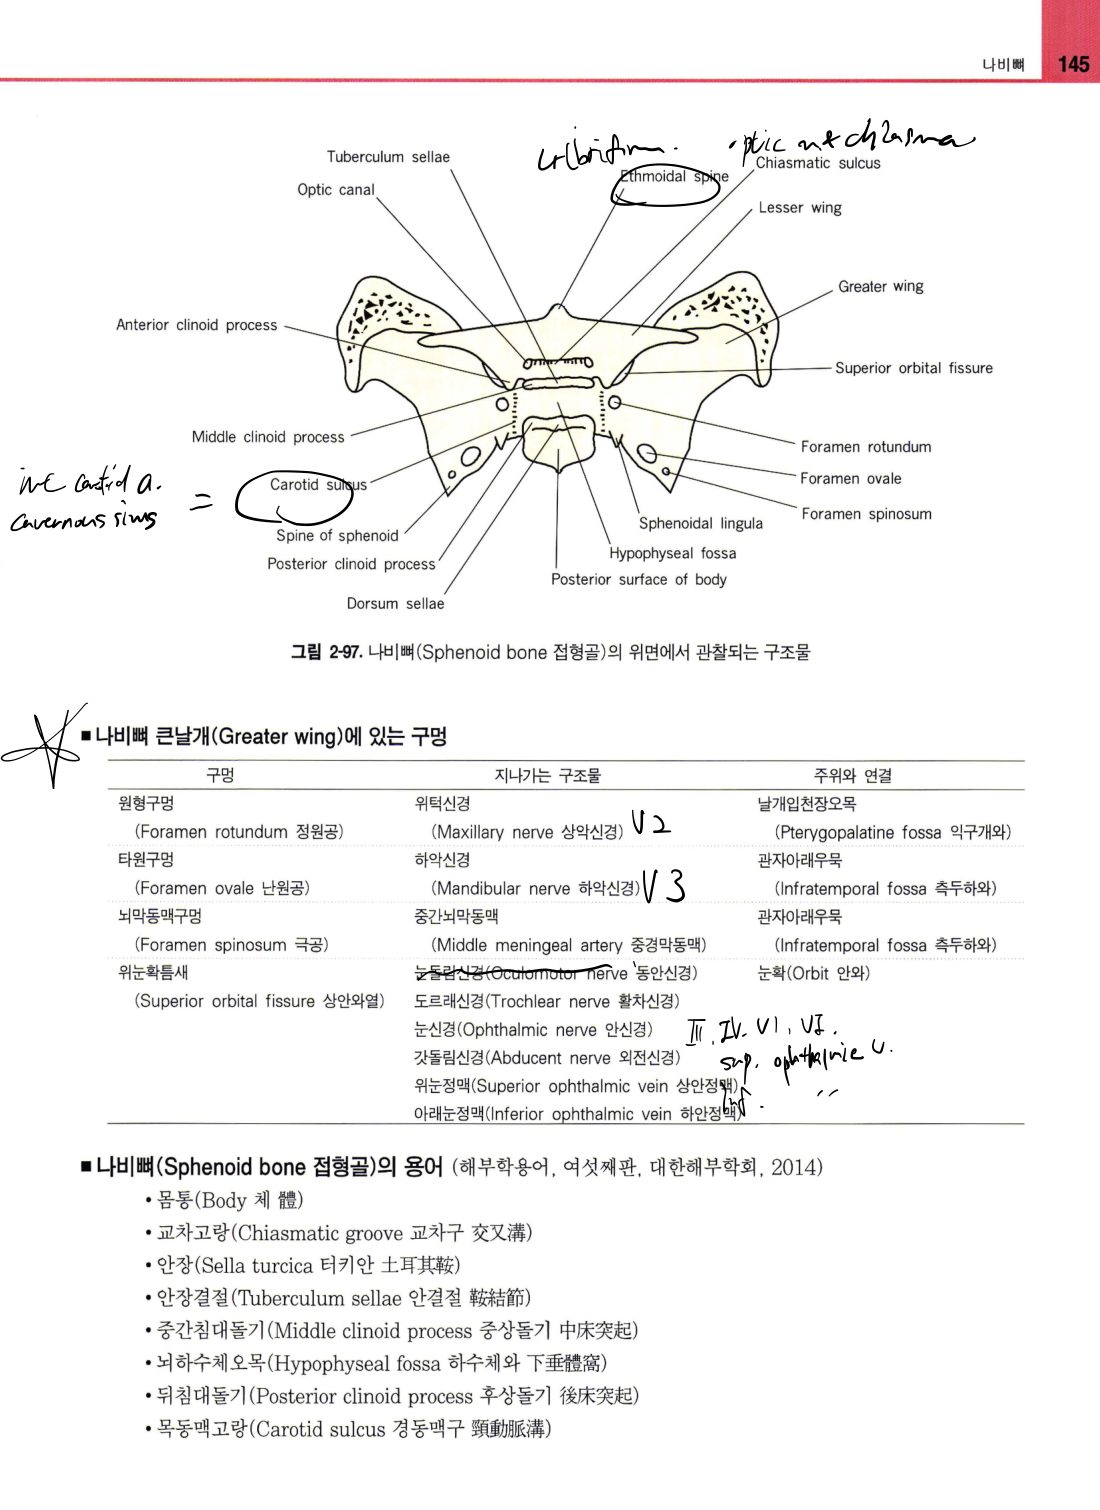 나비뼈 145
cribriform.
optic n & chiasma
Tuberculum sellae
Ethmoidal spine
Chiasmatic sulcus
Optic canal
Lesser wing
Greater wing
Anterior clinoid process
Superior orbital fissure
Middle clinoid process
Foramen rotundum
int carotid a.
Carotid sulcus
Foramen ovale
cavernous sinus
=
Foramen spinosum
Sphenoidal lingula
Spine of sphenoid
Hypophyseal fossa
Posterior clinoid process
Posterior surface of body
Dorsum sellae
그림 2-97. 나비뼈(Sphenoid bone 접형골)의 위면에서 관찰되는 구조물
■ 나비뼈 큰날개(Greater wing)에 있는 구멍
구멍 지나가는 구조물 주위와 연결
원형구멍 위턱신경 날개입천장오목
(Foramen rotundum 정원공) (Maxillary nerve 상악신경) V2 (Pterygopalatine fossa 익구개와)
타원구멍 하악신경 관자아래우묵
(Foramen ovale 난원공) (Mandibular nerve 하악신경) V3 (Infratemporal fossa 측두하와)
뇌막동맥구멍 중간뇌막동맥 관자아래우묵
(Foramen spinosum 극공) (Middle meningeal artery 중경막동맥) (Infratemporal fossa 측두하와)
위눈확틈새 눈돌림신경(Oculomotor nerve 동안신경) 눈확(Orbit 안와)
(Superior orbital fissure 상안와열) 도르래신경(Trochlear nerve 활차신경)
눈신경(Ophthalmic nerve 안신경) III, IV, V1, VI.
갓돌림신경(Abducent nerve 외전신경) sup. ophthalmic v.
위눈정맥(Superior ophthalmic vein 상안정맥)
아래눈정맥(Inferior ophthalmic vein 하안정맥) Inf. "
■ 나비뼈(Sphenoid bone 접형골)의 용어 (해부학용어, 여섯째판, 대한해부학회, 2014)
• 몸통(Body 체 體)
• 교차고랑(Chiasmatic groove 교차구 交叉溝)
• 안장(Sella turcica 터키안 土耳其鞍)
• 안장결절(Tuberculum sellae 안결절 鞍結節)
• 중간침대돌기(Middle clinoid process 중상돌기 中床突起)
• 뇌하수체오목(Hypophyseal fossa 하수체와 下垂體窩)
• 뒤침대돌기(Posterior clinoid process 후상돌기 後床突起)
• 목동맥고랑(Carotid sulcus 경동맥구 頸動脈溝)